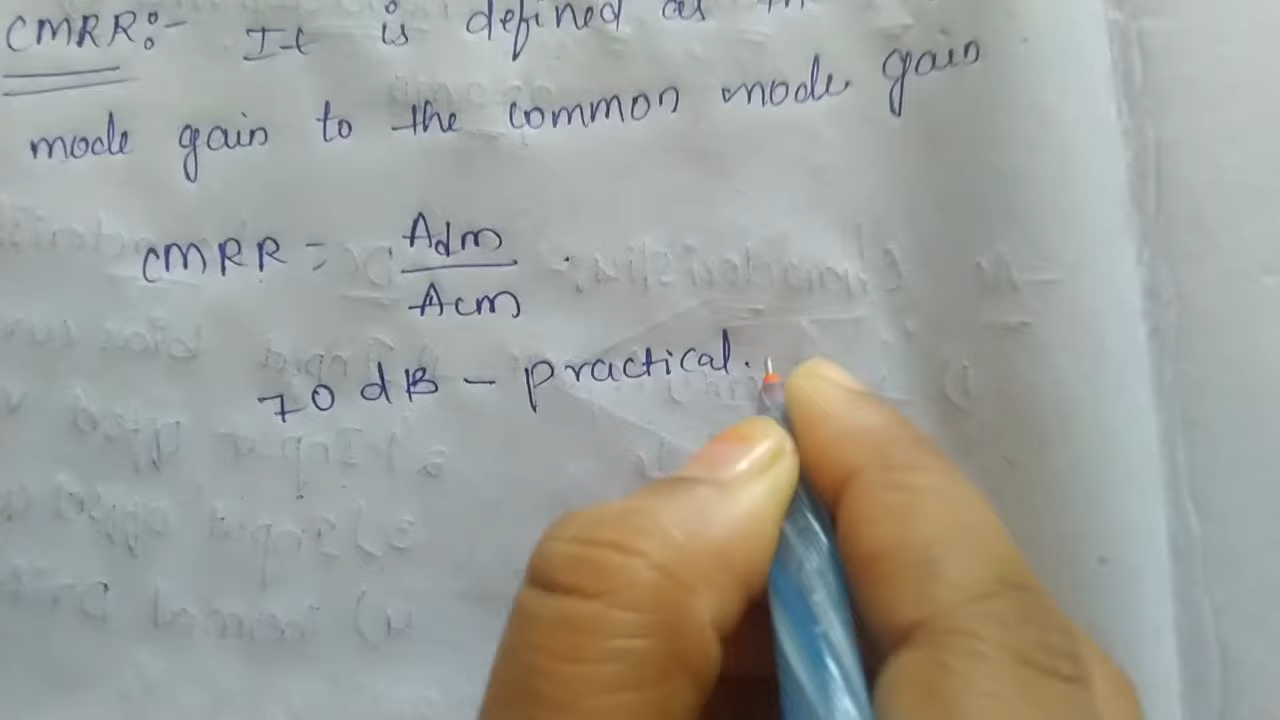 CMRR:- It is defined as
mode gain to the common mode gain
CMRR = Adm
Acm
70 dB - practical.